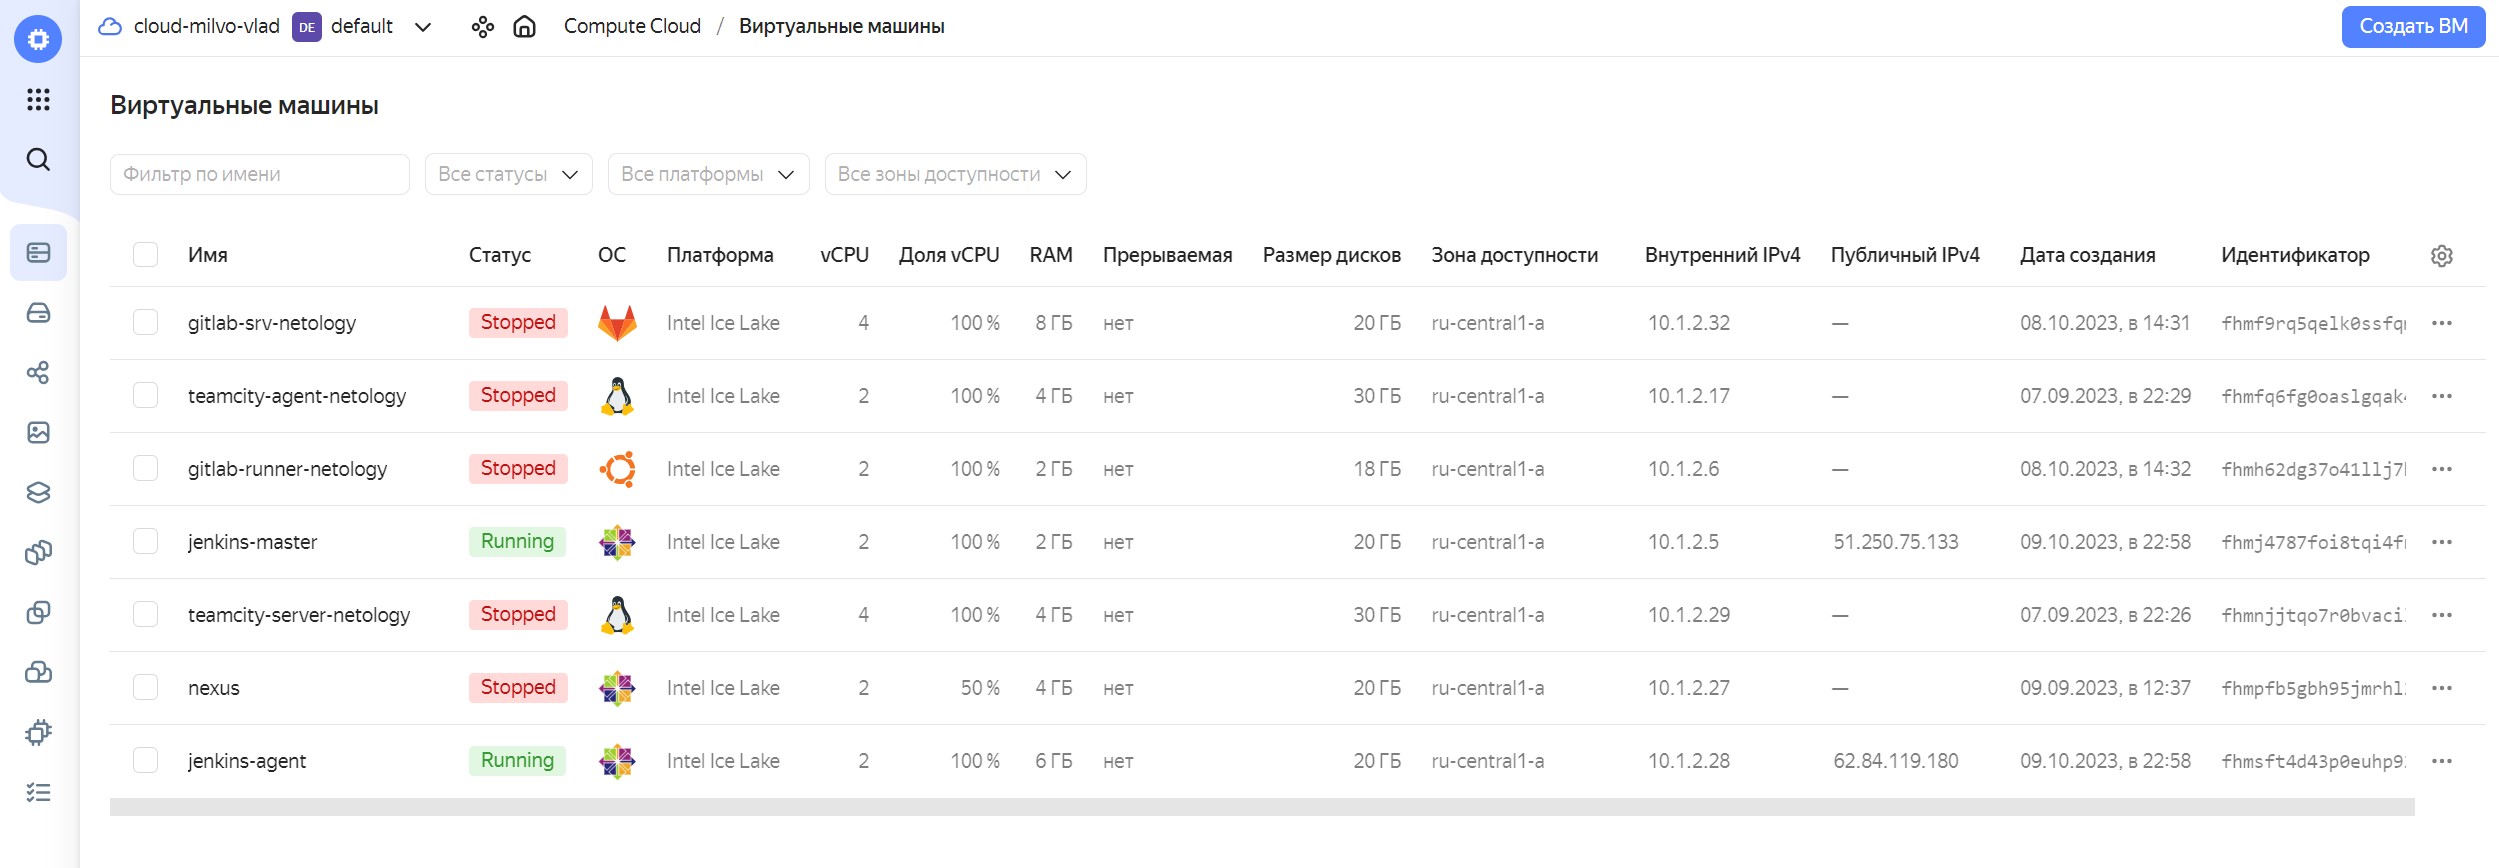 cloud-milvo-vlad DE default Compute Cloud / Виртуальные машины Создать ВМ
Виртуальные машины
Фильтр по имени Все статусы Все платформы Все зоны доступности
Имя Статус ОС Платформа vCPU Доля vCPU RAM Прерываемая Размер дисков Зона доступности Внутренний IPv4 Публичный IPv4 Дата создания Идентификатор
gitlab-srv-netology Stopped Intel Ice Lake 4 100 % 8 ГБ нет 20 ГБ ru-central1-a 10.1.2.32 — 08.10.2023, в 14:31 fhmf9rq5qelk0ssfq
teamcity-agent-netology Stopped Intel Ice Lake 2 100 % 4 ГБ нет 30 ГБ ru-central1-a 10.1.2.17 — 07.09.2023, в 22:29 fhmfq6fg0oaslgqak
gitlab-runner-netology Stopped Intel Ice Lake 2 100 % 2 ГБ нет 18 ГБ ru-central1-a 10.1.2.6 — 08.10.2023, в 14:32 fhmh62dg37o41llj7
jenkins-master Running Intel Ice Lake 2 100 % 2 ГБ нет 20 ГБ ru-central1-a 10.1.2.5 51.250.75.133 09.10.2023, в 22:58 fhmj4787foi8tqi4f
teamcity-server-netology Stopped Intel Ice Lake 4 100 % 4 ГБ нет 30 ГБ ru-central1-a 10.1.2.29 — 07.09.2023, в 22:26 fhmnjjtqo7r0bvaci
nexus Stopped Intel Ice Lake 2 50 % 4 ГБ нет 20 ГБ ru-central1-a 10.1.2.27 — 09.09.2023, в 12:37 fhmpfb5gbh95jmrhl
jenkins-agent Running Intel Ice Lake 2 100 % 6 ГБ нет 20 ГБ ru-central1-a 10.1.2.28 62.84.119.180 09.10.2023, в 22:58 fhmsft4d43p0euhp9